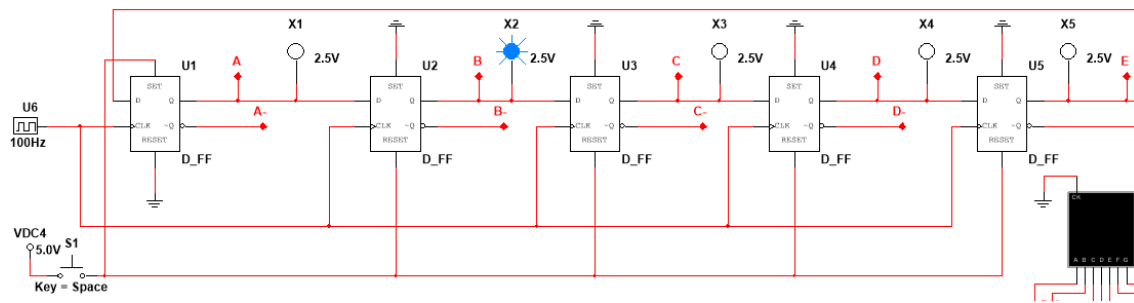 X1
X2
X3
X4
X5
2.5V
2.5V
2.5V
2.5V
2.5V
U1
A
U2
B
U3
C
U4
D
U5
E
SET
SET
SET
SET
SET
D Q
D Q
D Q
D Q
D Q
U6
A-
B-
C-
D-
CLK ~Q
CLK ~Q
CLK ~Q
CLK ~Q
CLK ~Q
100Hz
RESET
RESET
RESET
RESET
RESET
D_FF
D_FF
D_FF
D_FF
D_FF
CK
VDC4
5.0V
S1
A B C D E F G
Key = Space